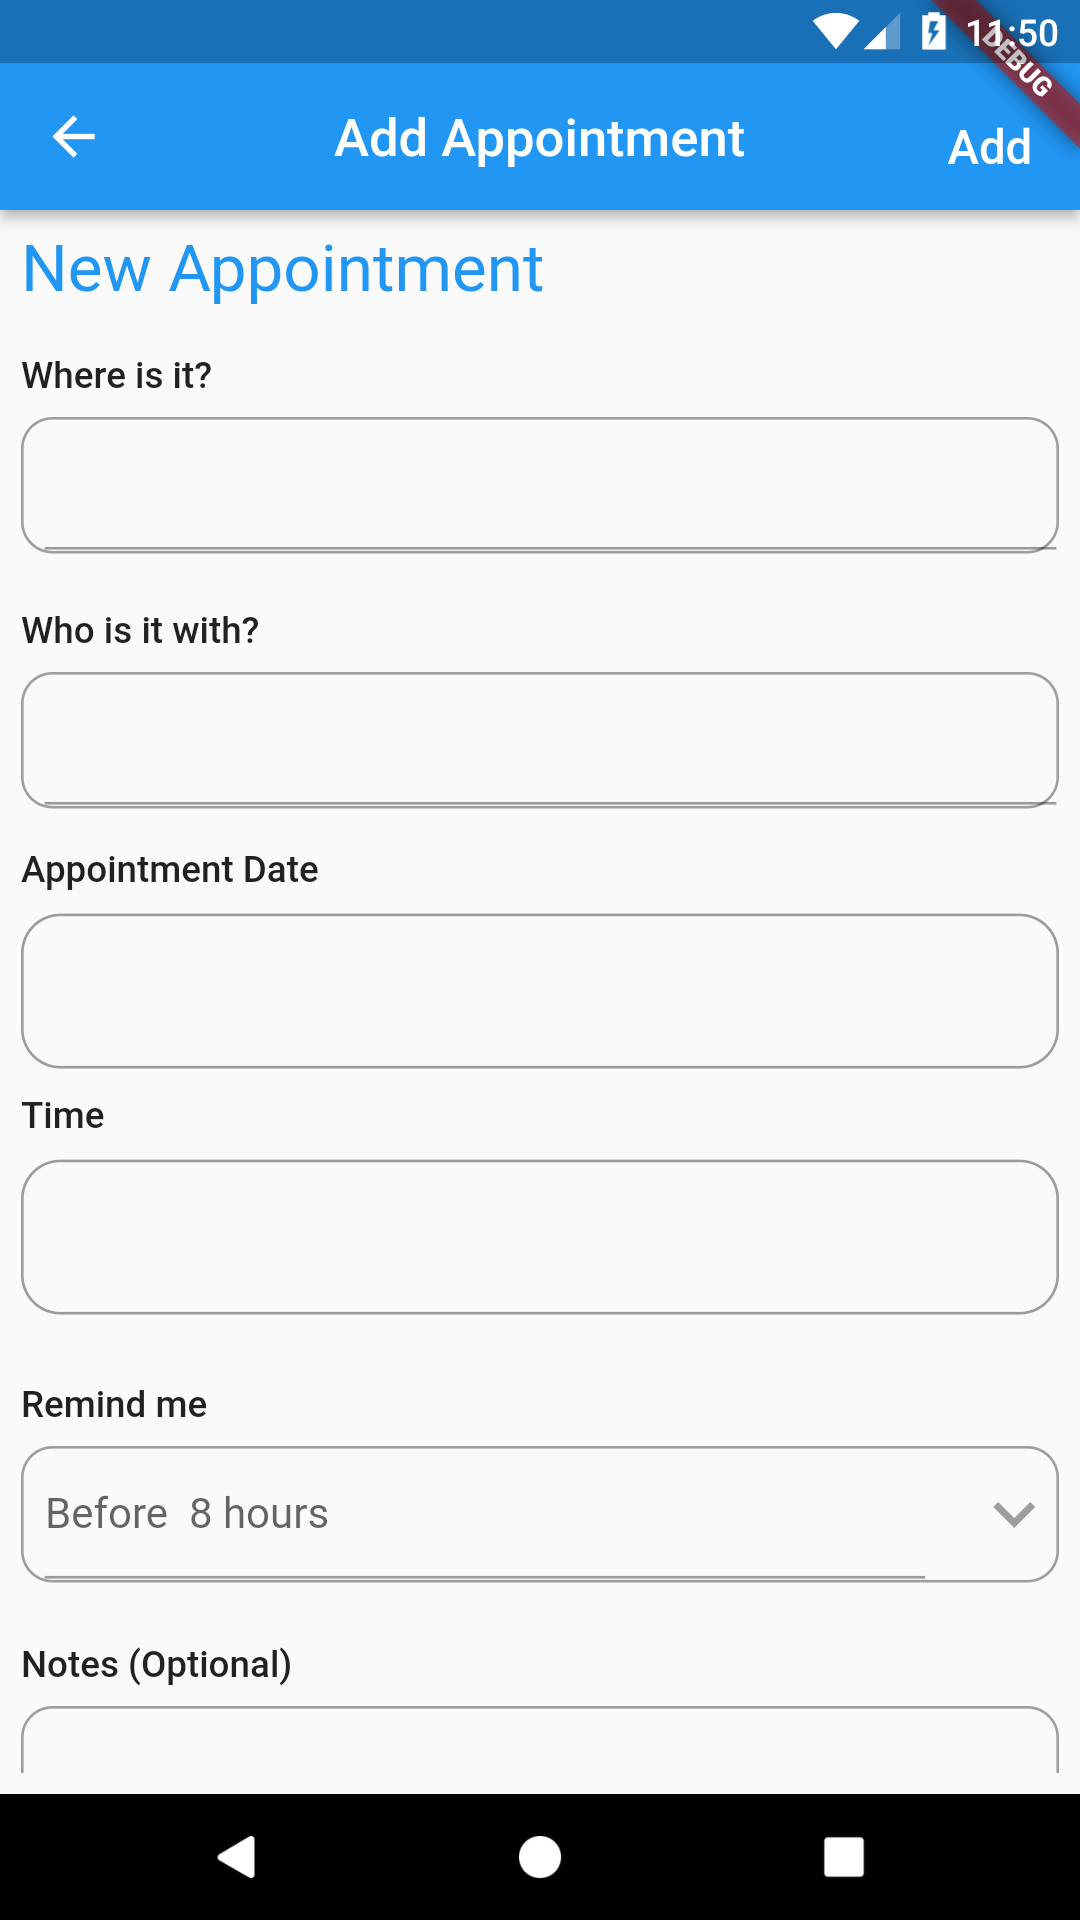 11:50
DEBUG
Add Appointment
Add
New Appointment
Where is it?
Who is it with?
Appointment Date
Time
Remind me
Before 8 hours
Notes (Optional)